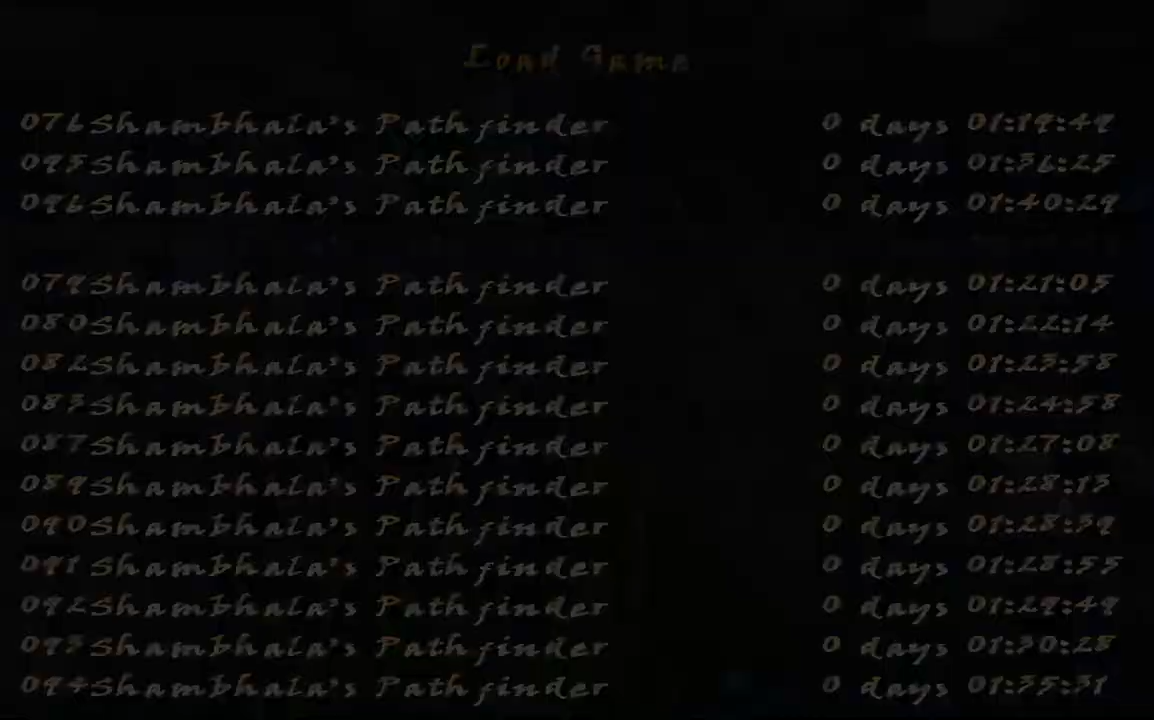 Load Game
076Shambhala's Pathfinder 0 days 01:19:49
095Shambhala's Pathfinder 0 days 01:36:25
096Shambhala's Pathfinder 0 days 01:40:29
079Shambhala's Pathfinder 0 days 01:21:05
080Shambhala's Pathfinder 0 days 01:22:14
082Shambhala's Pathfinder 0 days 01:23:58
083Shambhala's Pathfinder 0 days 01:24:58
087Shambhala's Pathfinder 0 days 01:27:08
089Shambhala's Pathfinder 0 days 01:28:13
090Shambhala's Pathfinder 0 days 01:28:39
091Shambhala's Pathfinder 0 days 01:28:55
092Shambhala's Pathfinder 0 days 01:29:49
093Shambhala's Pathfinder 0 days 01:30:28
094Shambhala's Pathfinder 0 days 01:35:31